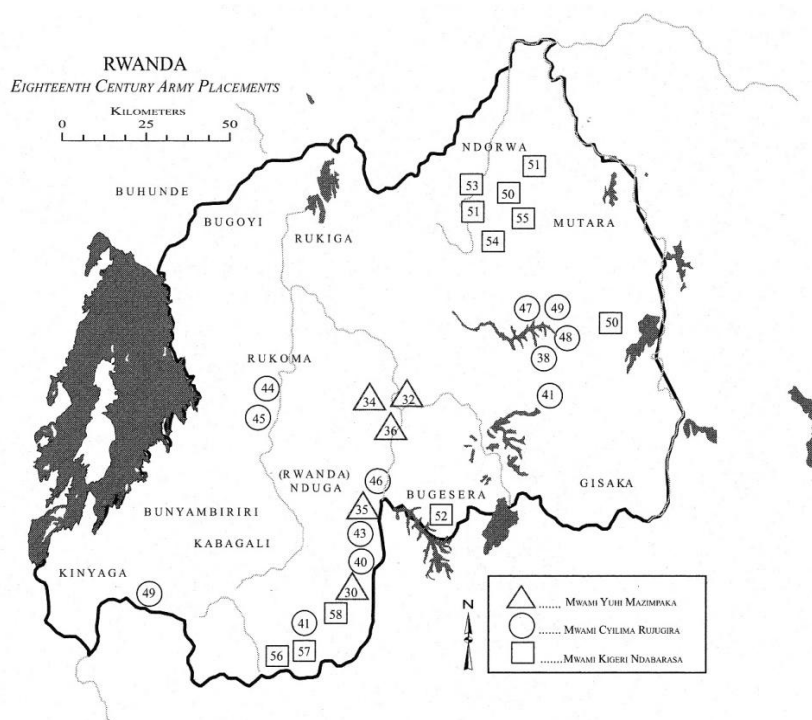 RWANDA
EIGHTEENTH CENTURY ARMY PLACEMENTS
KILOMETERS
0 25 50
BUHUNDE
BUGOYI
RUKIGA
NDORWA
MUTARA
51
53
50
51
55
54
47
49
48
50
38
41
RUKOMA
44
45
34
32
36
(RWANDA)
NDUGA
46
BUGESERA
52
GISAKA
BUNYAMBIRIRI
KABAGALI
35
43
40
30
58
KINYAGA
49
41
56
57
N
...... MWAMI YUHI MAZIMPAKA
...... MWAMI CYILIMA RUJUGIRA
...... MWAMI KIGERI NDABARASA